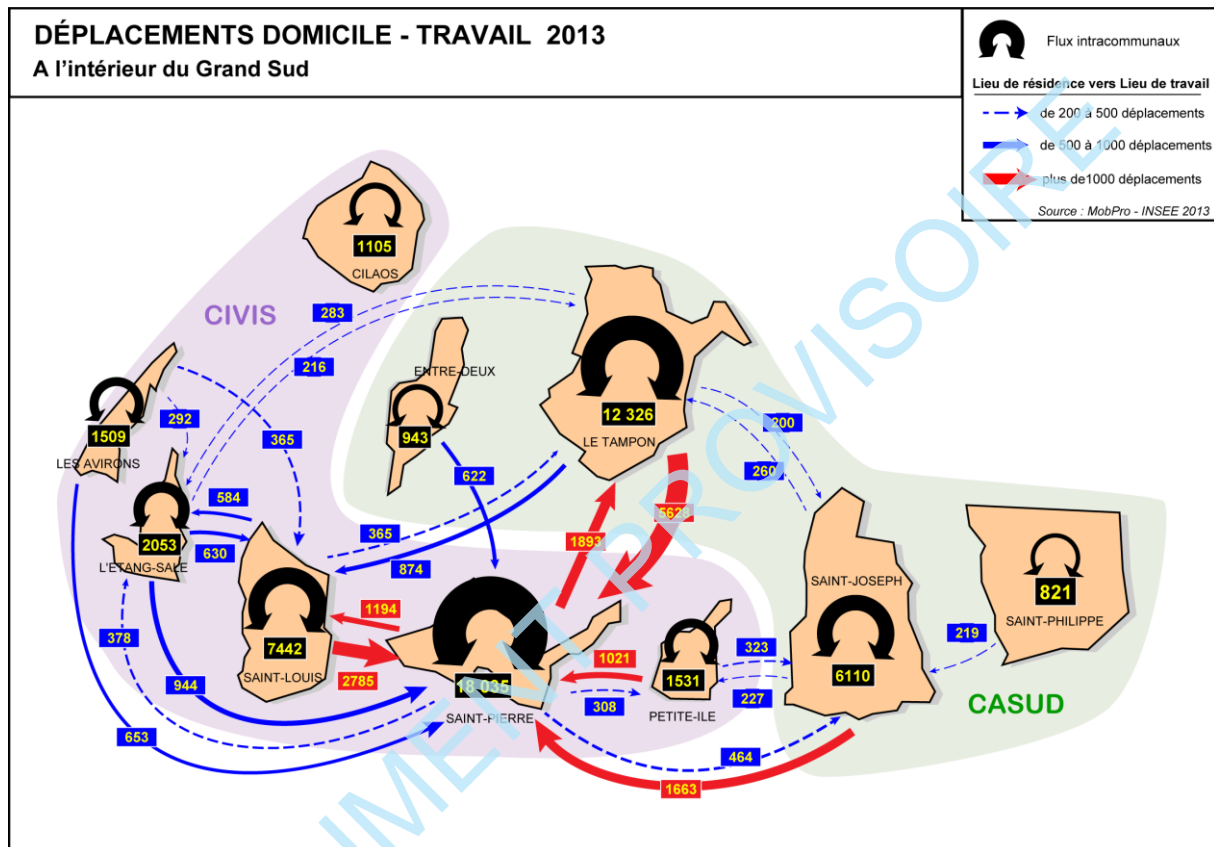 DÉPLACEMENTS DOMICILE - TRAVAIL 2013
A l'intérieur du Grand Sud
Flux intracommunaux
Lieu de résidence vers Lieu de travail
de 200 à 500 déplacements
de 500 à 1000 déplacements
plus de1000 déplacements
Source : MobPro - INSEE 2013
1105
CILAOS
CIVIS
283
216
ENTRE-DEUX
943
12 326
LE TAMPON
1509
LES AVIRONS
292
365
200
260
622
584
2053
630
L'ETANG-SALE
365
874
1893
5628
SAINT-JOSEPH
6110
821
SAINT-PHILIPPE
219
1194
7442
SAINT-LOUIS
2785
378
944
653
18 035
SAINT-PIERRE
1021
308
1531
PETITE-ILE
323
227
CASUD
464
1663
IMENT PROVISOIRE